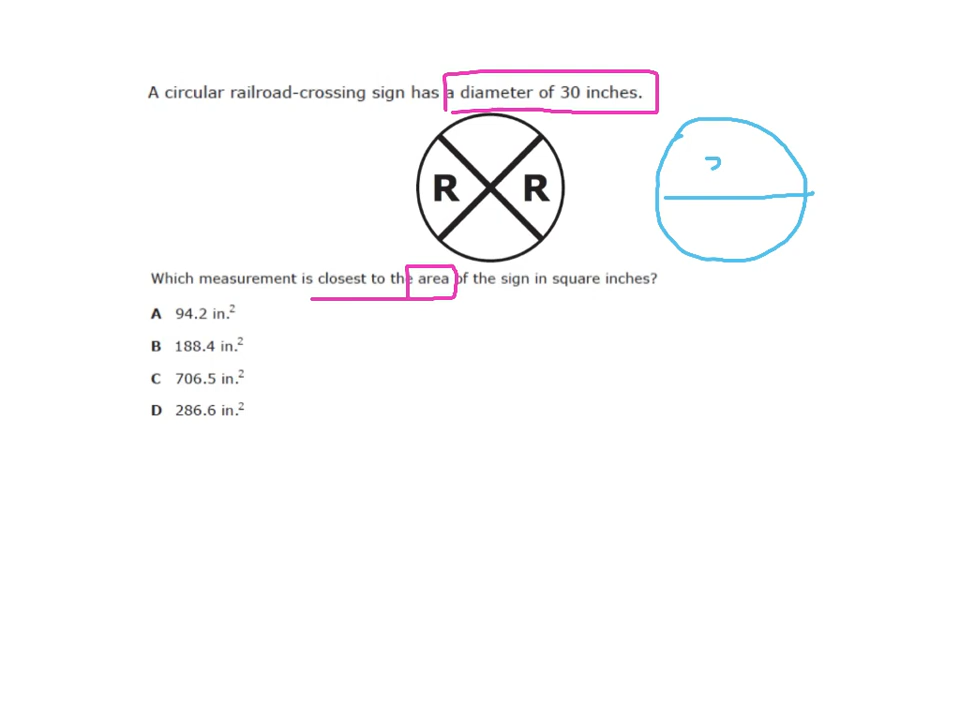 A circular railroad-crossing sign has a diameter of 30 inches.
R R
Which measurement is closest to the area of the sign in square inches?
A 94.2 in.²
B 188.4 in.²
C 706.5 in.²
D 286.6 in.²